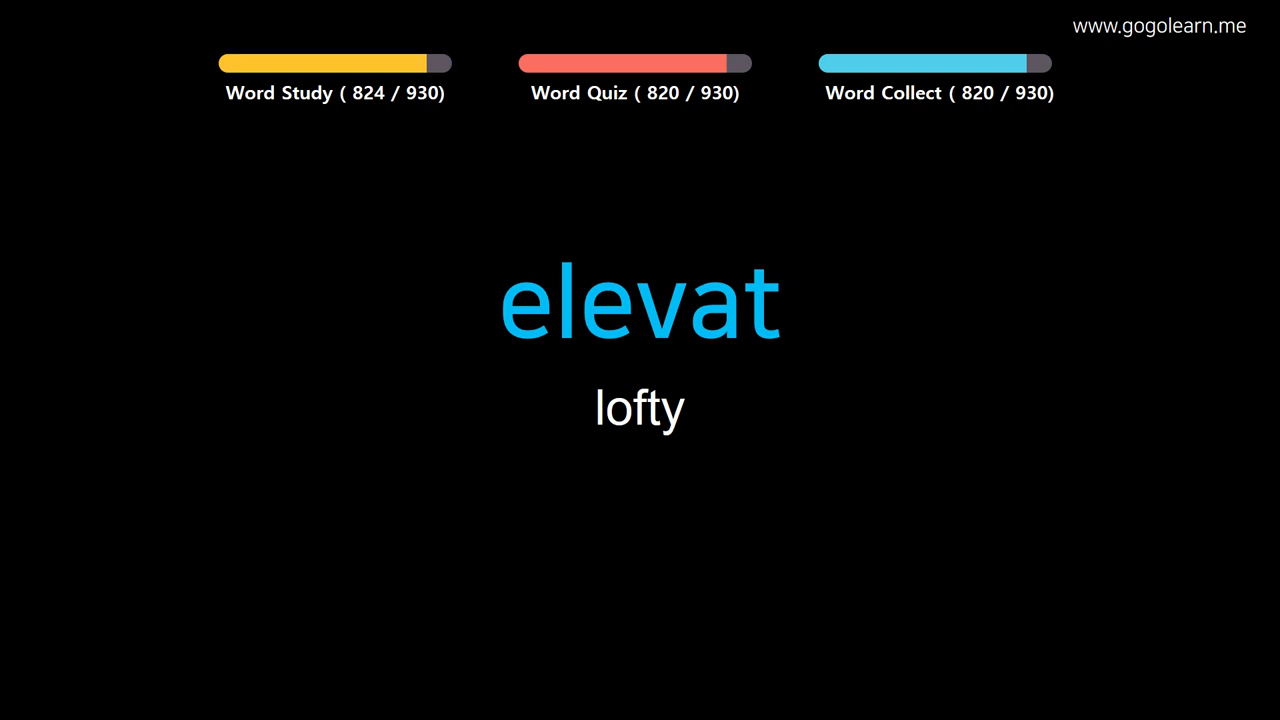 www.gogolearn.me
Word Study ( 824 / 930)
Word Quiz ( 820 / 930)
Word Collect ( 820 / 930)
elevat
lofty